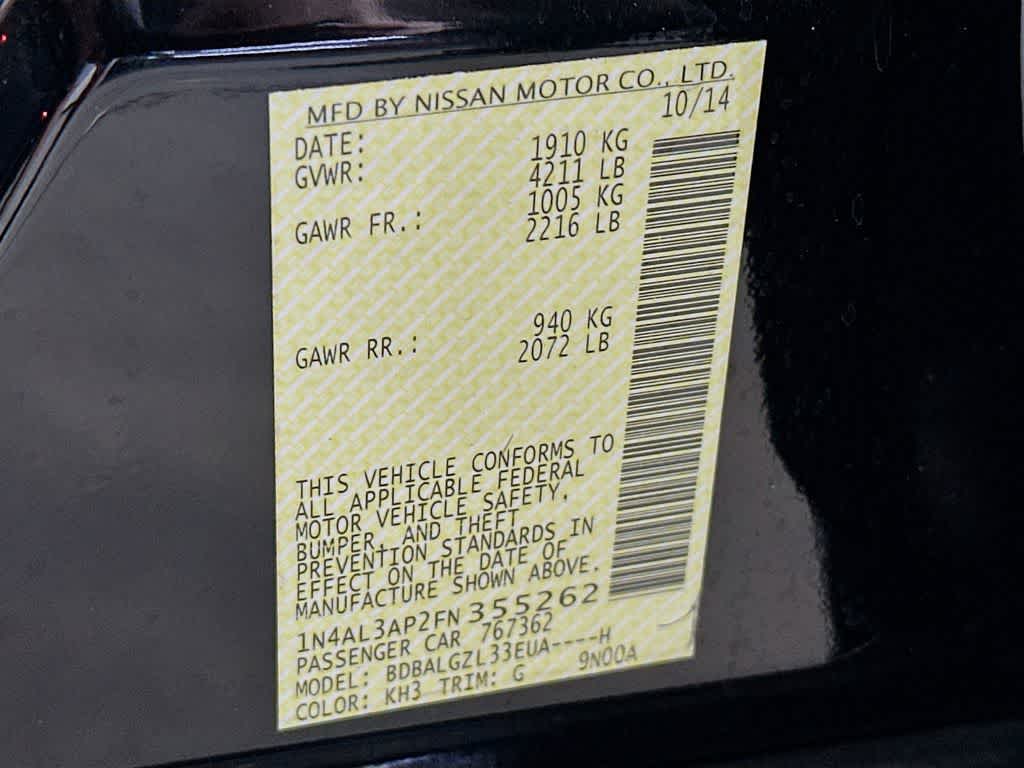 MFD BY NISSAN MOTOR CO., LTD.
DATE: 10/14
GVWR: 1910 KG
4211 LB
GAWR FR.: 1005 KG
2216 LB
GAWR RR.: 940 KG
2072 LB
THIS VEHICLE CONFORMS TO
ALL APPLICABLE FEDERAL
MOTOR VEHICLE SAFETY,
BUMPER, AND THEFT
PREVENTION STANDARDS IN
EFFECT ON THE DATE OF
MANUFACTURE SHOWN ABOVE.
1N4AL3AP2FN355262
PASSENGER CAR 767362
MODEL: BDBALGZL33EUA----H
COLOR: KH3 TRIM: G 9N00A